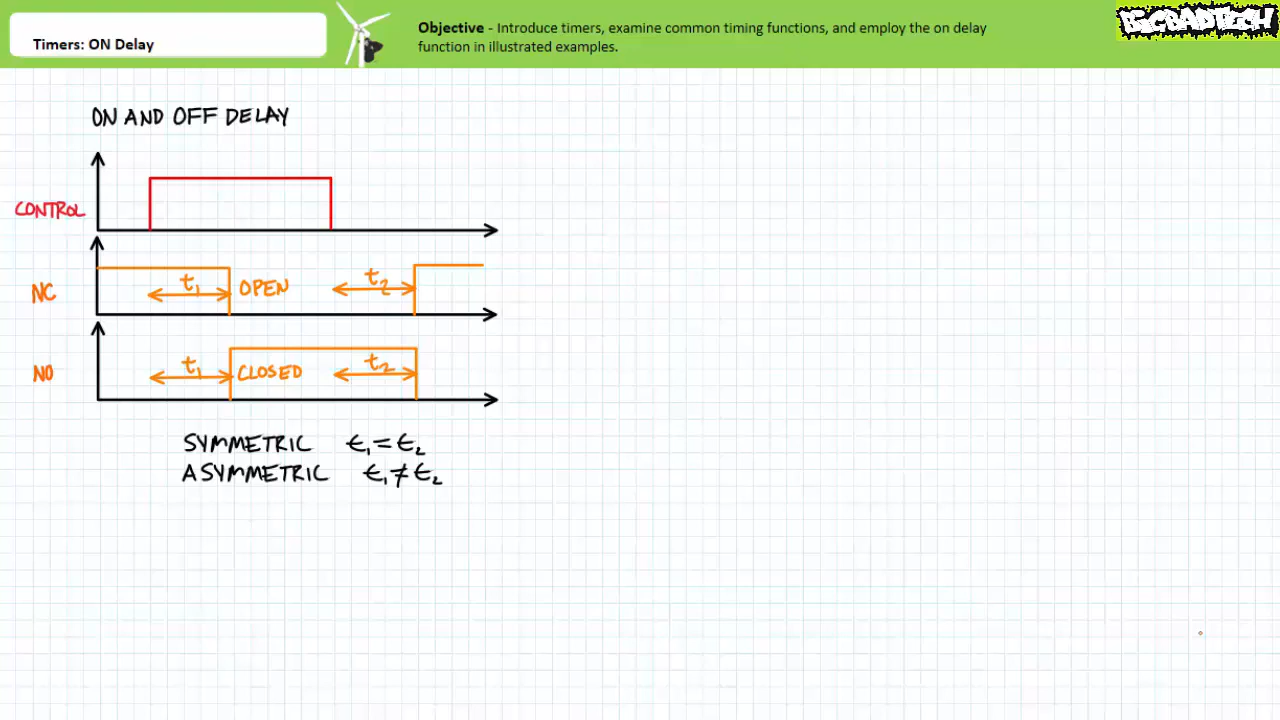 Timers: ON Delay
Objective - Introduce timers, examine common timing functions, and employ the on delay
function in illustrated examples.
BIGBADTECH
ON AND OFF DELAY
CONTROL
NC
t₁ OPEN t₂
NO
t₁ CLOSED t₂
SYMMETRIC t₁=t₂
ASYMMETRIC t₁≠t₂